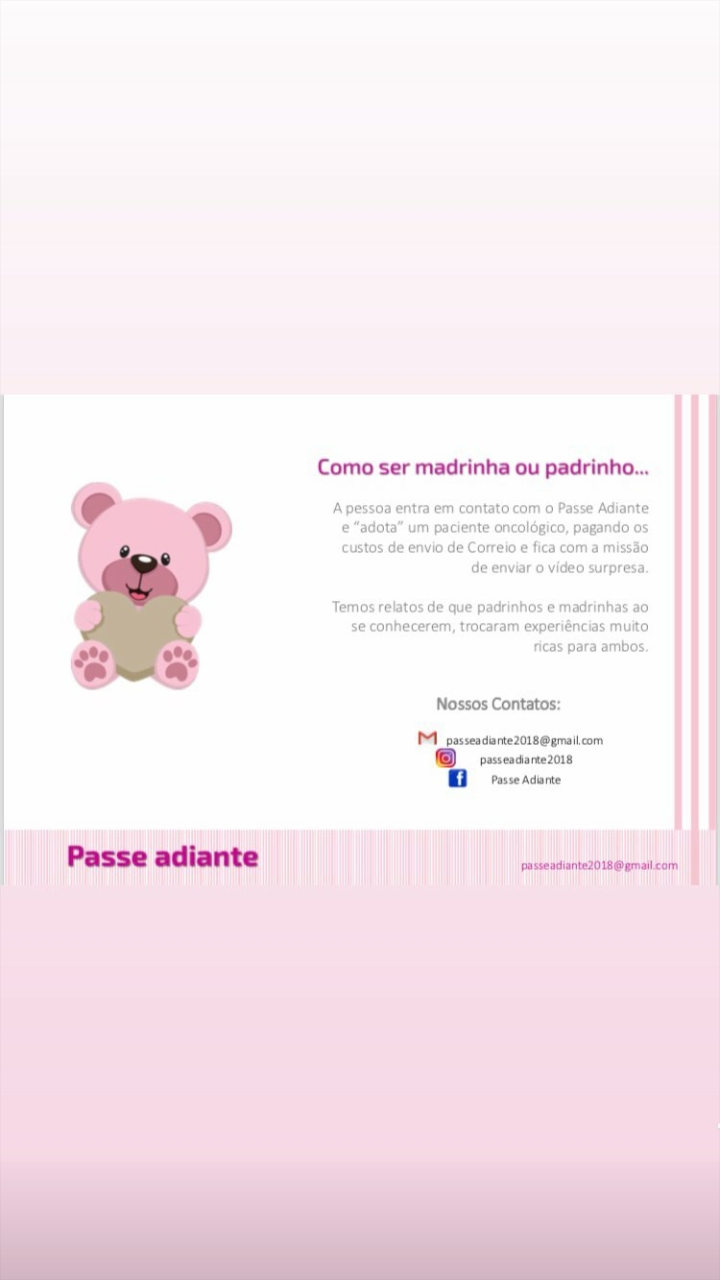 Como ser madrinha ou padrinho...
A pessoa entra em contato com o Passe Adiante
e “adota” um paciente oncológico, pagando os
custos de envio de Correio e fica com a missão
de enviar o vídeo surpresa.
Temos relatos de que padrinhos e madrinhas ao
se conhecerem, trocaram experiências muito
ricas para ambos.
Nossos Contatos:
passeadiante2018@gmail.com
passeadiante2018
Passe Adiante
Passe adiante
passeadiante2018@gmail.com